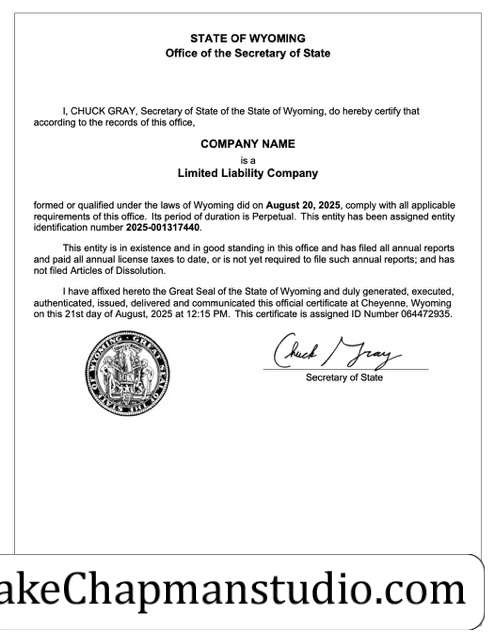 STATE OF WYOMING
Office of the Secretary of State
I, CHUCK GRAY, Secretary of State of the State of Wyoming, do hereby certify that
according to the records of this office,
COMPANY NAME
is a
Limited Liability Company
formed or qualified under the laws of Wyoming did on August 20, 2025, comply with all applicable
requirements of this office. Its period of duration is Perpetual. This entity has been assigned entity
identification number 2025-001317440.
This entity is in existence and in good standing in this office and has filed all annual reports
and paid all annual license taxes to date, or is not yet required to file such annual reports; and has
not filed Articles of Dissolution.
I have affixed hereto the Great Seal of the State of Wyoming and duly generated, executed,
authenticated, issued, delivered and communicated this official certificate at Cheyenne, Wyoming
on this 21st day of August, 2025 at 12:15 PM. This certificate is assigned ID Number 064472935.
GREAT SEAL OF THE STATE OF WYOMING
Chuck Gray
Secretary of State
akeChapmanstudio.com